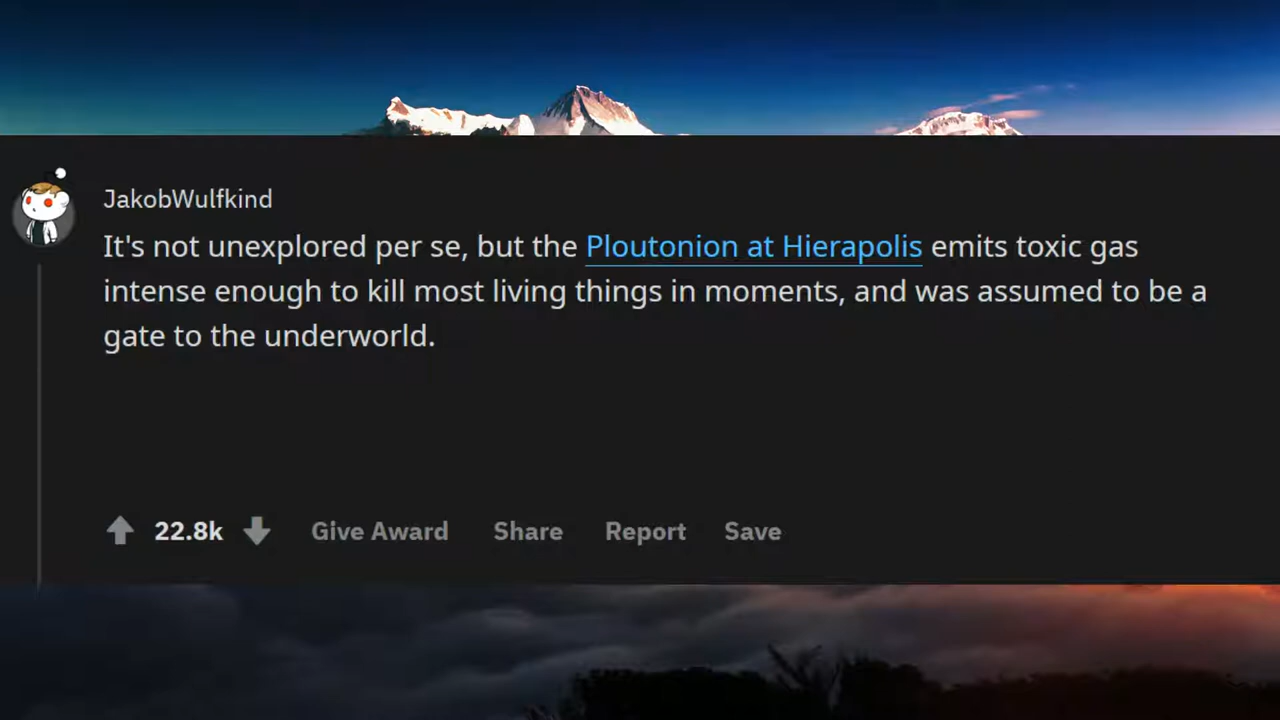 JakobWulfkind
It's not unexplored per se, but the Ploutonion at Hierapolis emits toxic gas
intense enough to kill most living things in moments, and was assumed to be a
gate to the underworld.
22.8k Give Award Share Report Save